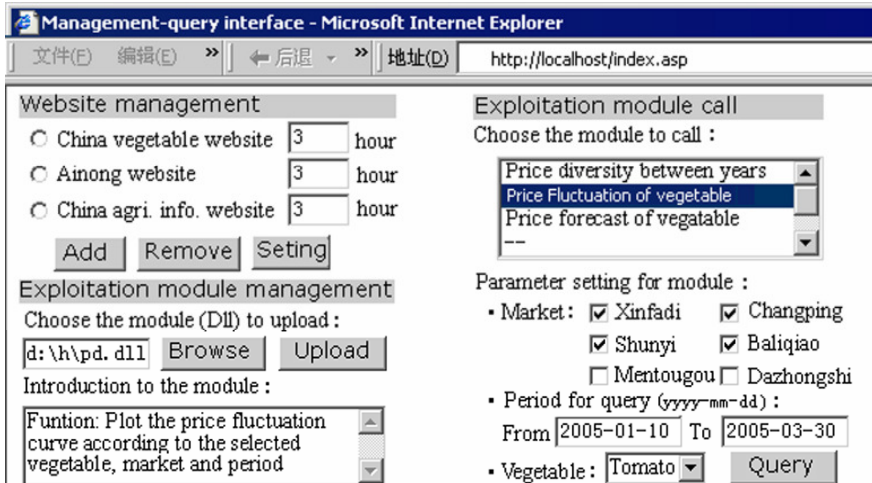 Management-query interface - Microsoft Internet Explorer
文件(F) 编辑(E) » 后退 » 地址(D) http://localhost/index.asp
Website management
China vegetable website 3 hour
Ainong website 3 hour
China agri. info. website 3 hour
Add Remove Seting
Exploitation module management
Choose the module (Dll) to upload :
d:\h\pd.dll Browse Upload
Introduction to the module :
Funtion: Plot the price fluctuation
curve according to the selected
vegetable, market and period
Exploitation module call
Choose the module to call :
Price diversity between years
Price Fluctuation of vegetable
Price forecast of vegatable
--
Parameter setting for module :
▪ Market: Xinfadi Changping
Shunyi Baliqiao
Mentougou Dazhongshi
▪ Period for query (yyyy-mm-dd) :
From 2005-01-10 To 2005-03-30
▪ Vegetable: Tomato Query